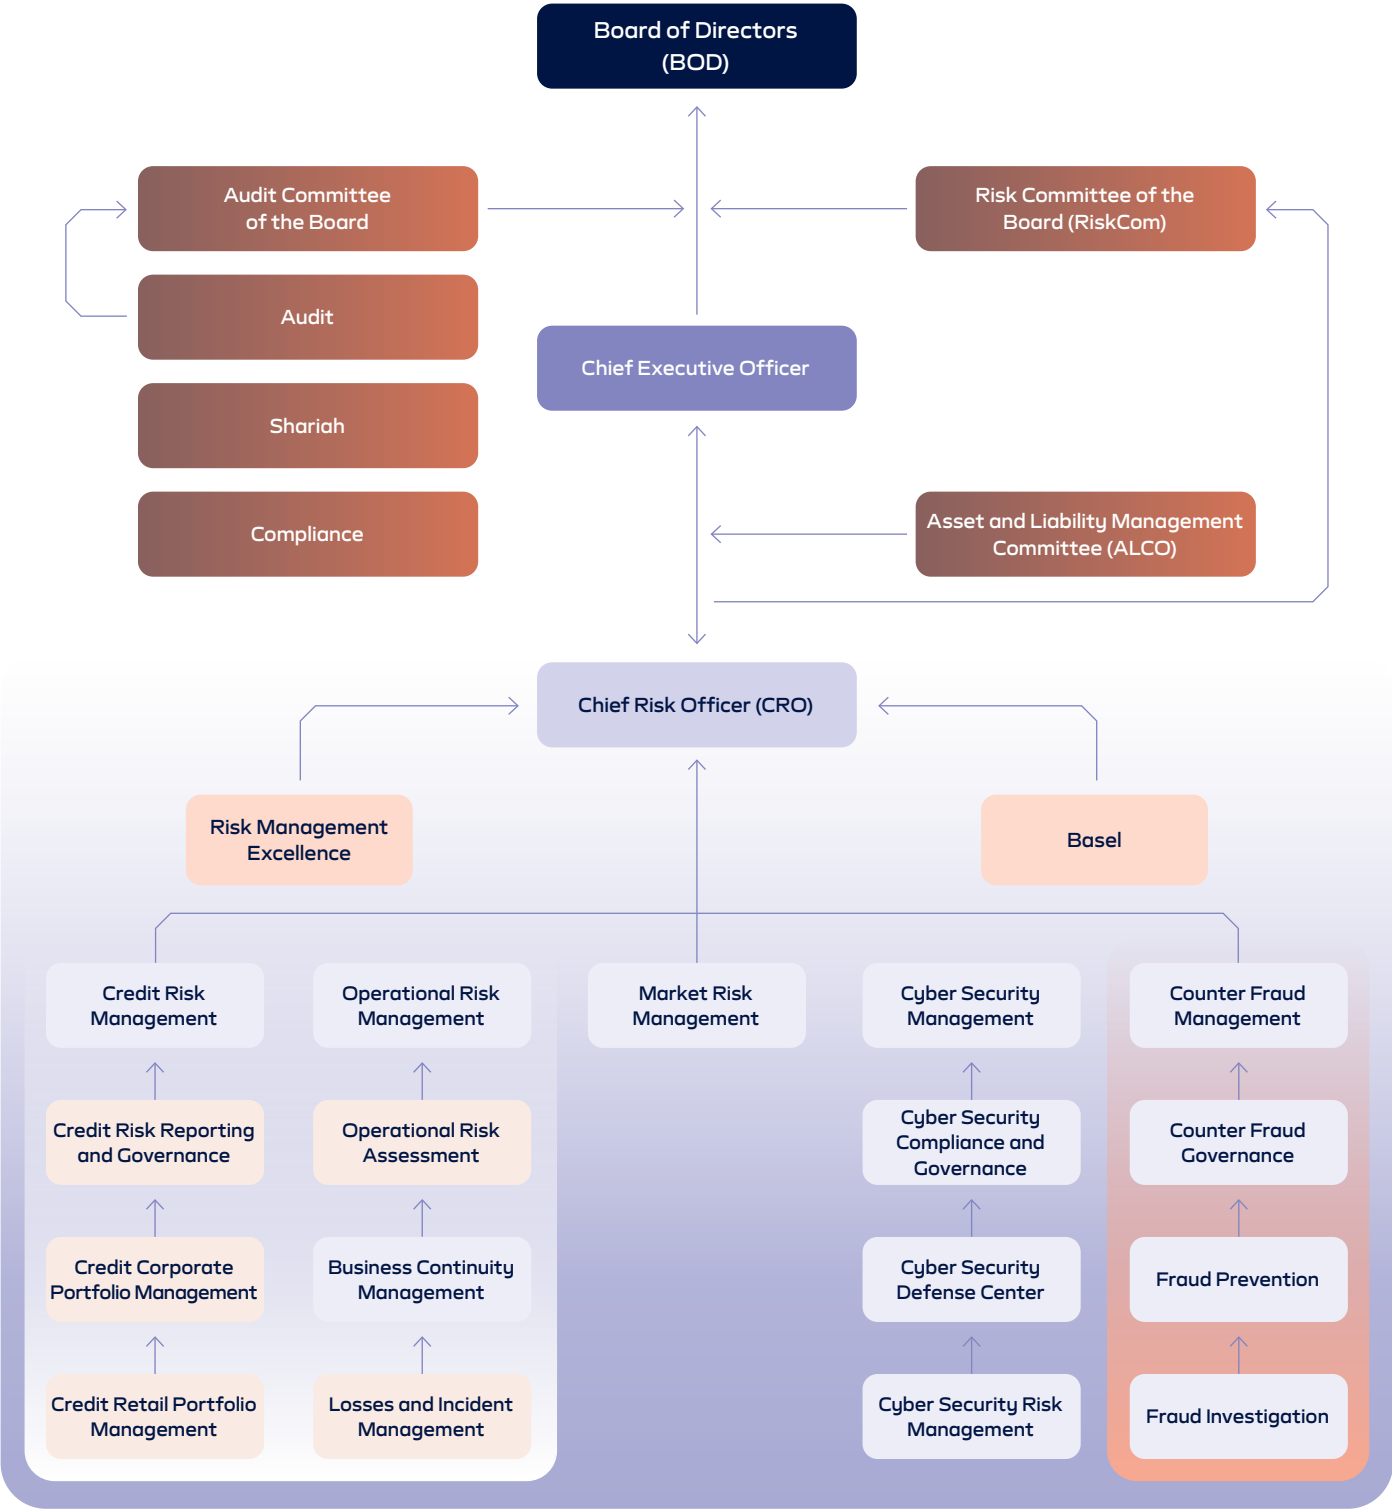 Board of Directors
(BOD)
Audit Committee
of the Board
Risk Committee of the
Board (RiskCom)
Audit
Chief Executive Officer
Shariah
Compliance
Asset and Liability Management
Committee (ALCO)
Chief Risk Officer (CRO)
Risk Management
Excellence
Basel
Credit Risk
Management
Operational Risk
Management
Market Risk
Management
Cyber Security
Management
Counter Fraud
Management
Credit Risk Reporting
and Governance
Operational Risk
Assessment
Cyber Security
Compliance and
Governance
Counter Fraud
Governance
Credit Corporate
Portfolio Management
Business Continuity
Management
Cyber Security
Defense Center
Fraud Prevention
Credit Retail Portfolio
Management
Losses and Incident
Management
Cyber Security Risk
Management
Fraud Investigation